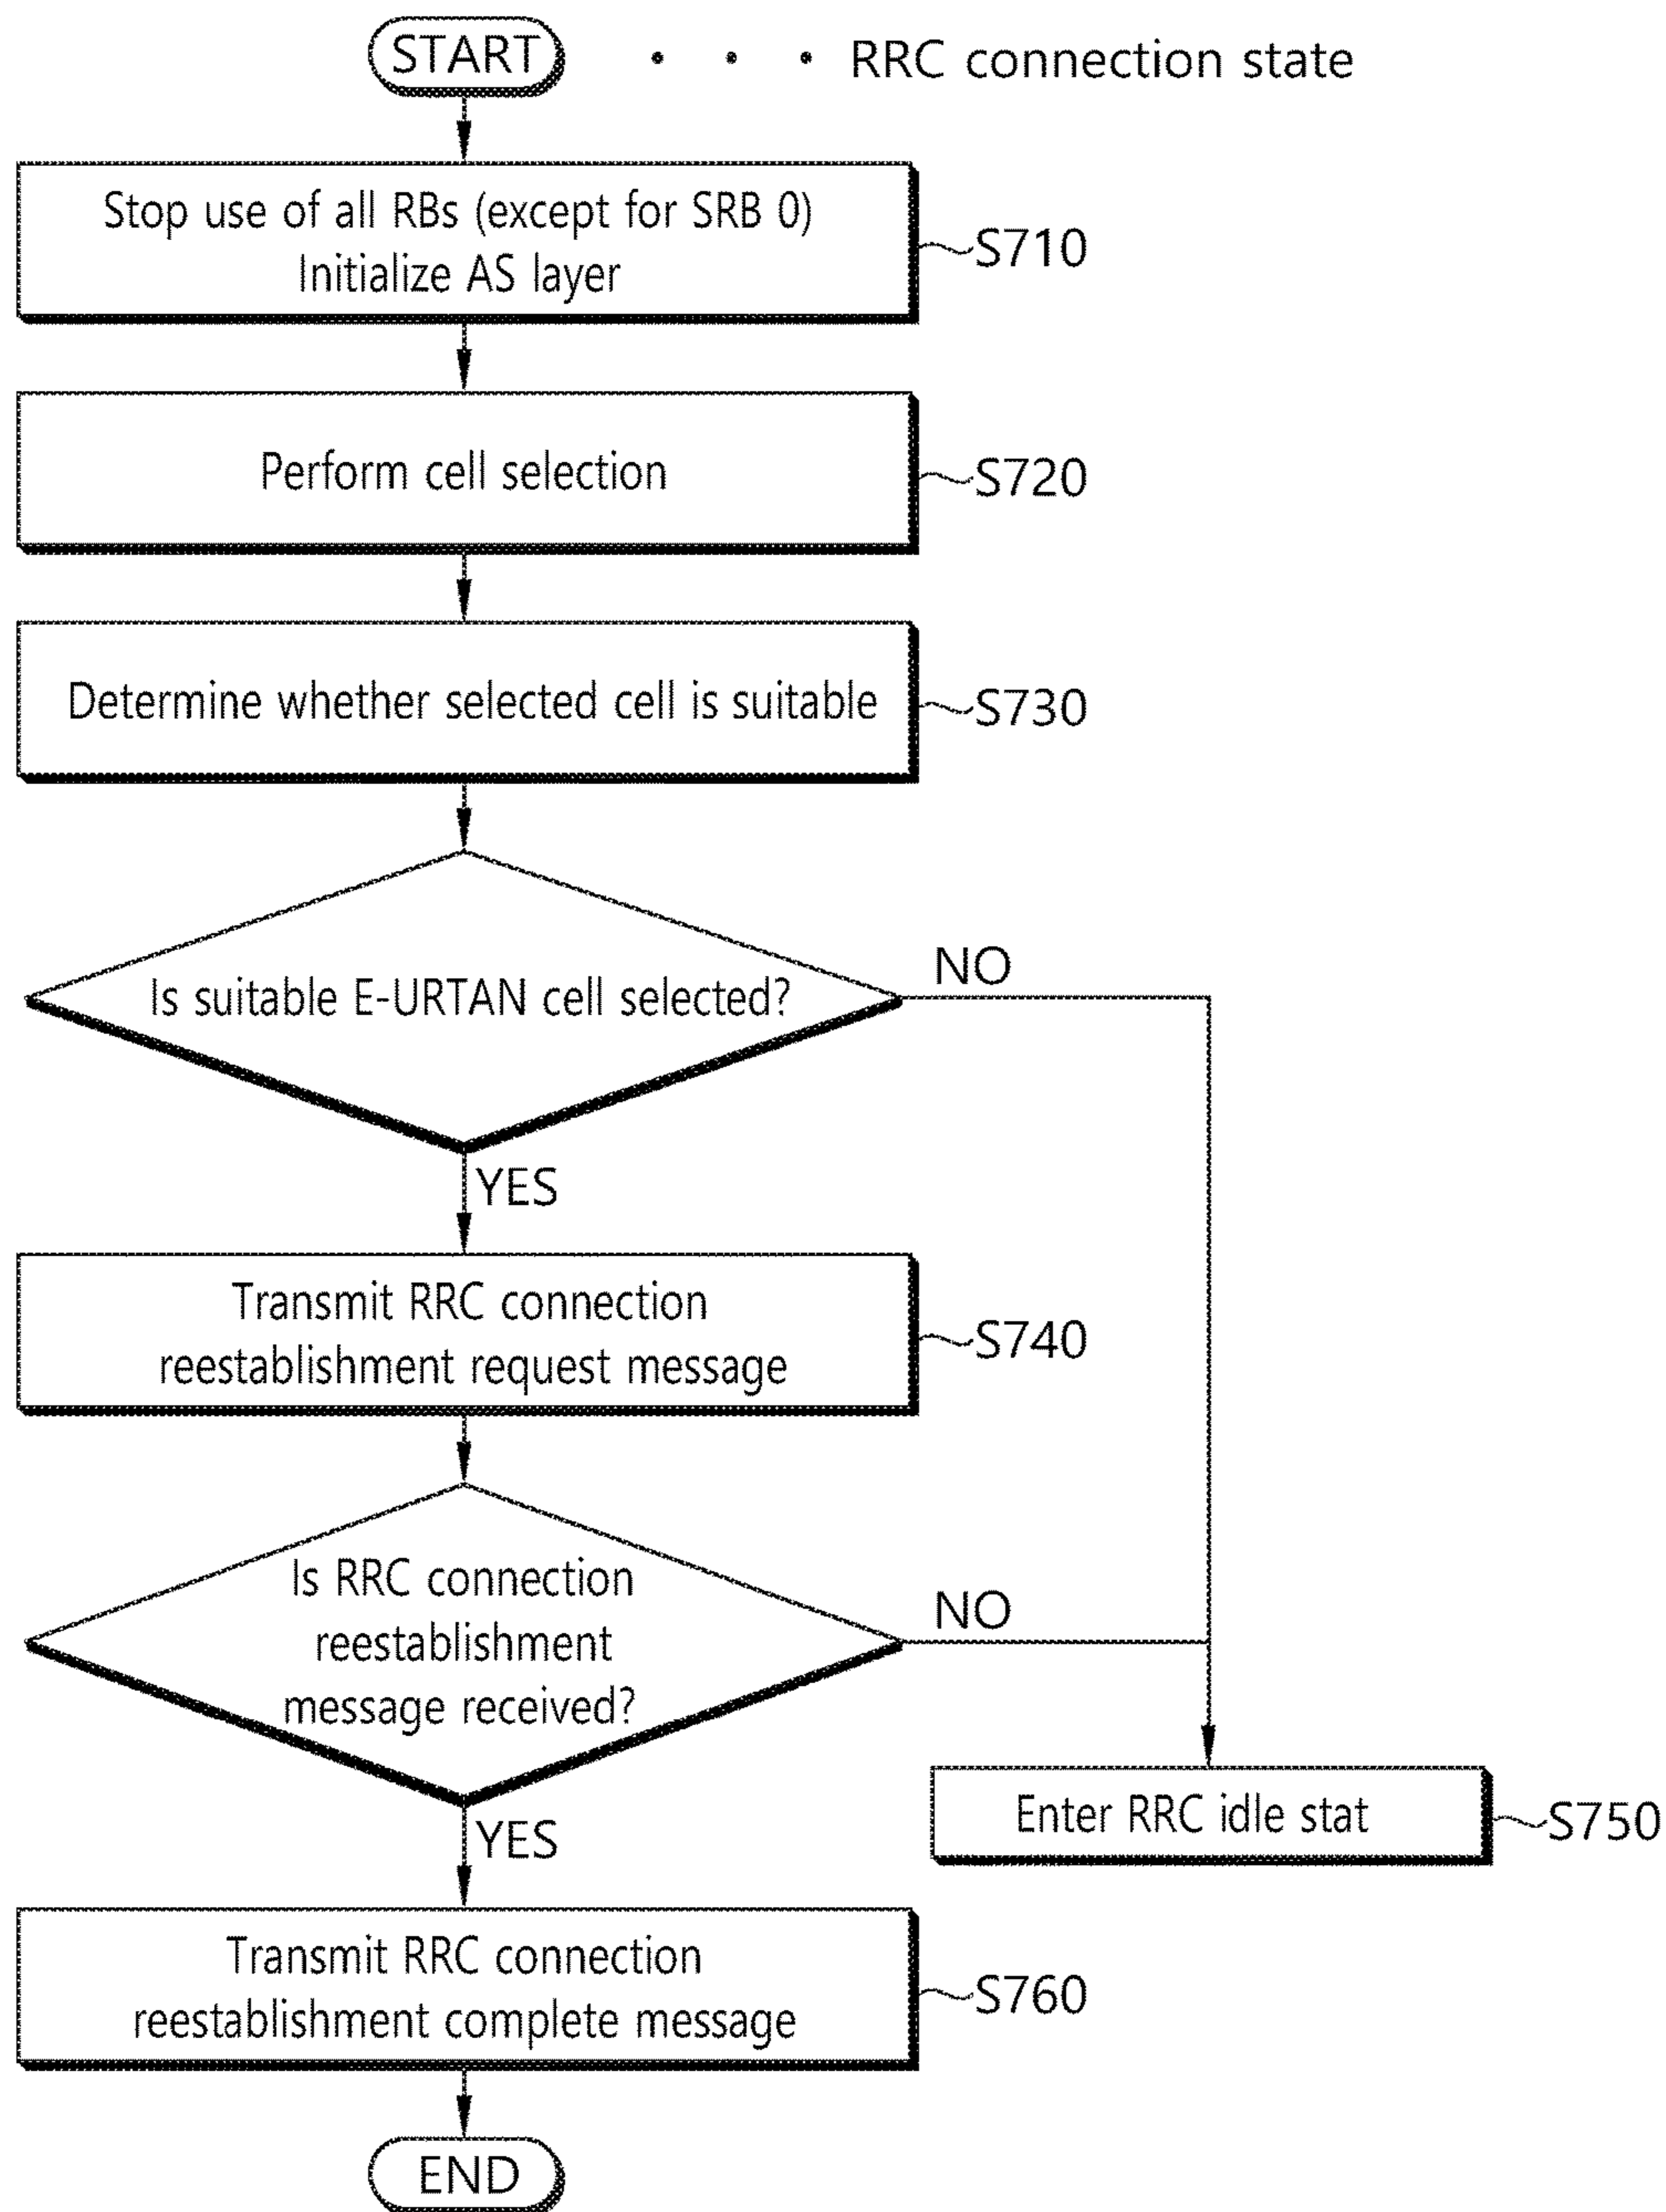 START
· · · RRC connection state
Stop use of all RBs (except for SRB 0)
Initialize AS layer
S710
Perform cell selection
S720
Determine whether selected cell is suitable
S730
Is suitable E-URTAN cell selected?
NO
YES
Transmit RRC connection
reestablishment request message
S740
Is RRC connection
reestablishment
message received?
NO
YES
Enter RRC idle stat
S750
Transmit RRC connection
reestablishment complete message
S760
END